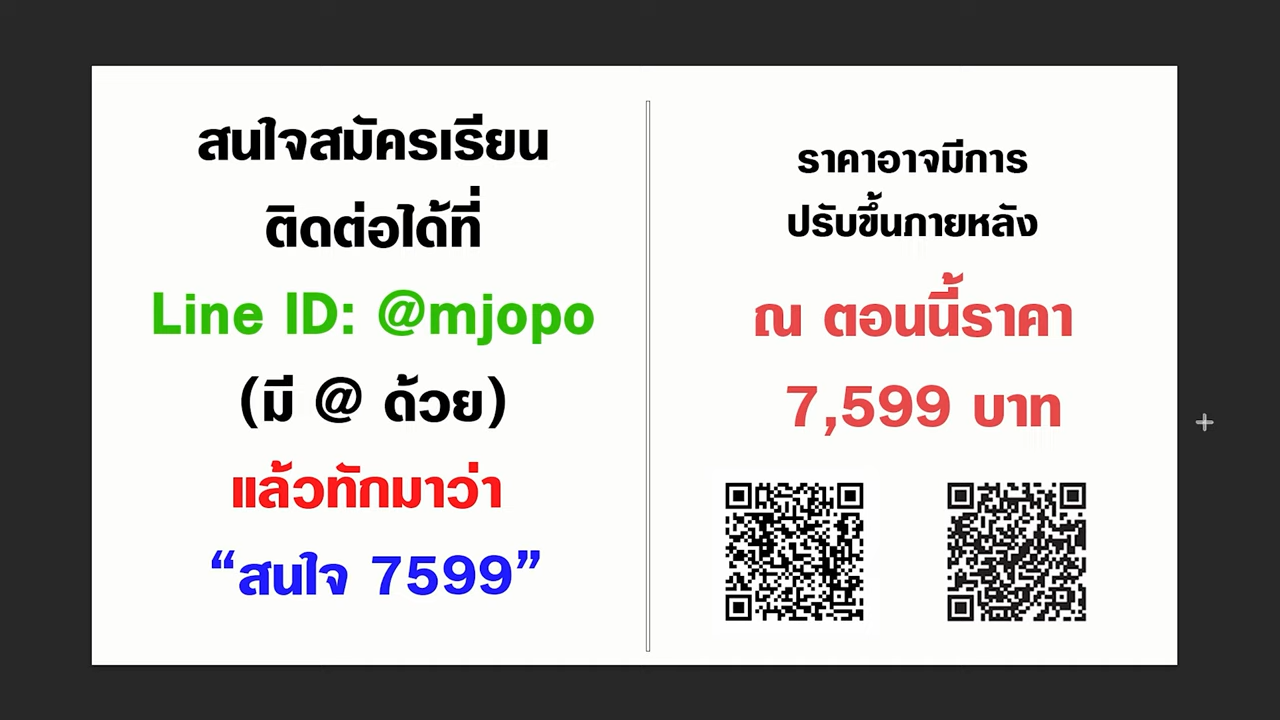 สนใจสมัครเรียน
ติดต่อได้ที่
Line ID: @mjopo
(มี @ ด้วย)
แล้วทักมาว่า
“สนใจ 7599”
ราคาอาจมีการ
ปรับขึ้นภายหลัง
ณ ตอนนี้ราคา
7,599 บาท